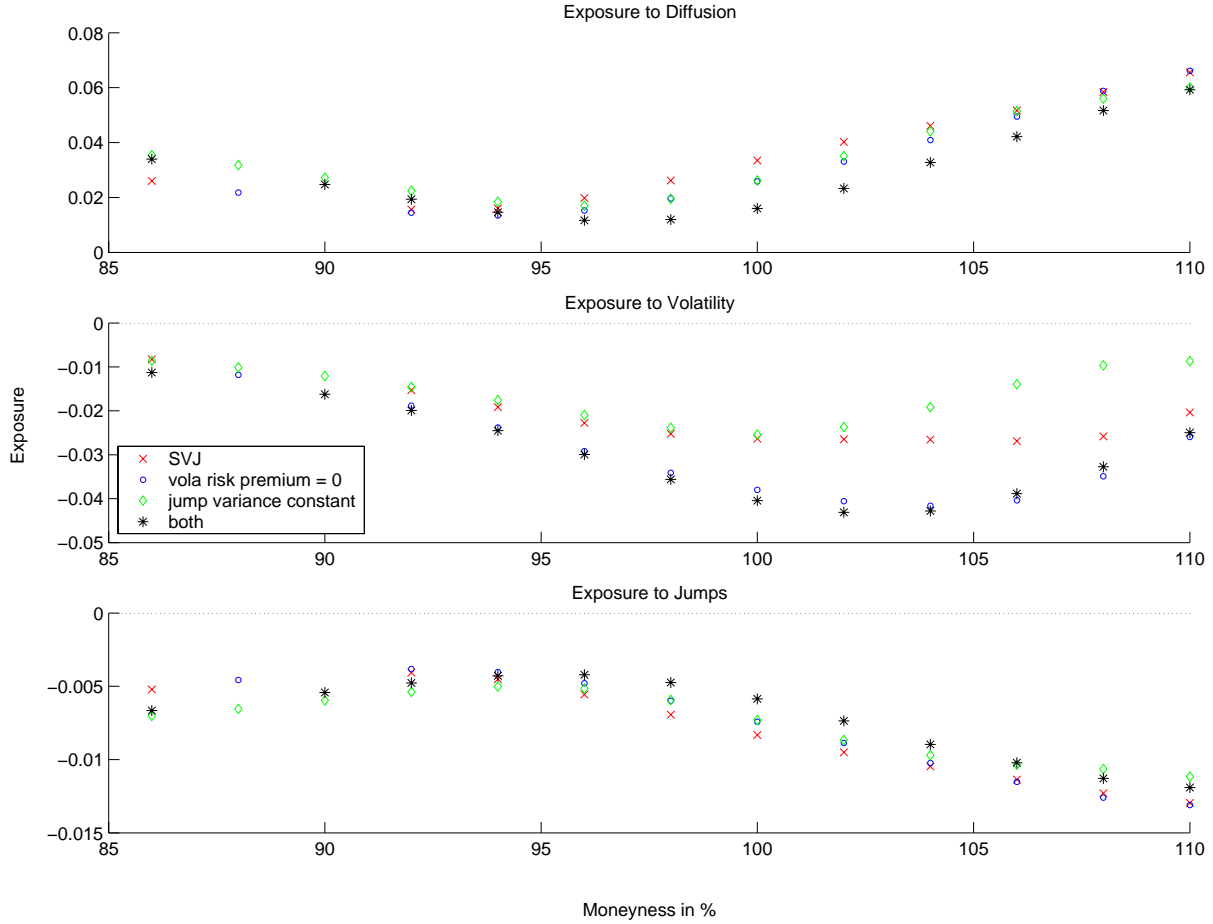 Exposure to Diffusion
0.08
0.06
0.04
0.02
0
85 90 95 100 105 110
Exposure to Volatility
0
−0.01
−0.02
−0.03
−0.04
−0.05
Exposure
SVJ
vola risk premium = 0
jump variance constant
both
85 90 95 100 105 110
Exposure to Jumps
0
−0.005
−0.01
−0.015
85 90 95 100 105 110
Moneyness in %